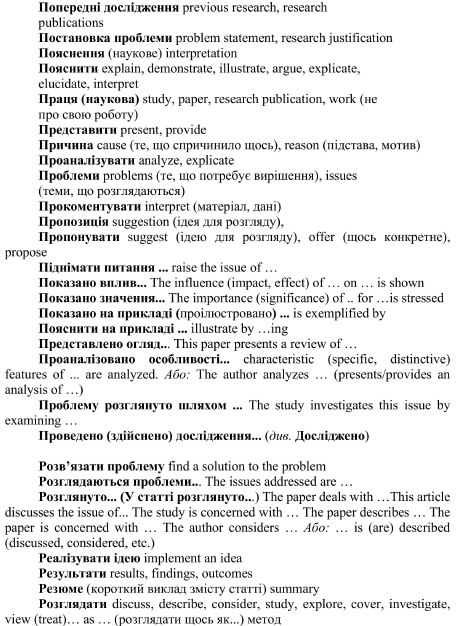 Попередні дослідження previous research, research
publications
Постановка проблеми problem statement, research justification
Пояснення (наукове) interpretation
Пояснити explain, demonstrate, illustrate, argue, explicate,
elucidate, interpret
Праця (наукова) study, paper, research publication, work (не
про свою роботу)
Представити present, provide
Причина cause (те, що спричинило щось), reason (підстава, мотив)
Проаналізувати analyze, explicate
Проблеми problems (те, що потребує вирішення), issues
(теми, що розглядаються)
Прокоментувати interpret (матеріал, дані)
Пропозиція suggestion (ідея для розгляду),
Пропонувати suggest (ідею для розгляду), offer (щось конкретне),
propose
Піднімати питання ... raise the issue of …
Показано вплив... The influence (impact, effect) of … on … is shown
Показано значення... The importance (significance) of .. for …is stressed
Показано на прикладі (проілюстровано) ... is exemplified by
Пояснити на прикладі ... illustrate by …ing
Представлено огляд... This paper presents a review of …
Проаналізовано особливості... characteristic (specific, distinctive)
features of ... are analyzed. Або: The author analyzes … (presents/provides an
analysis of …)
Проблему розглянуто шляхом ... The study investigates this issue by
examining …
Проведено (здійснено) дослідження... (див. Досліджено)
Розв’язати проблему find a solution to the problem
Розглядаються проблеми... The issues addressed are …
Розглянуто... (У статті розглянуто...) The paper deals with …This article
discusses the issue of... The study is concerned with … The paper describes … The
paper is concerned with … The author considers … Або: … is (are) described
(discussed, considered, etc.)
Реалізувати ідею implement an idea
Результати results, findings, outcomes
Резюме (короткий виклад змісту статті) summary
Розглядати discuss, describe, consider, study, explore, cover, investigate,
view (treat)… as … (розглядати щось як...) метод